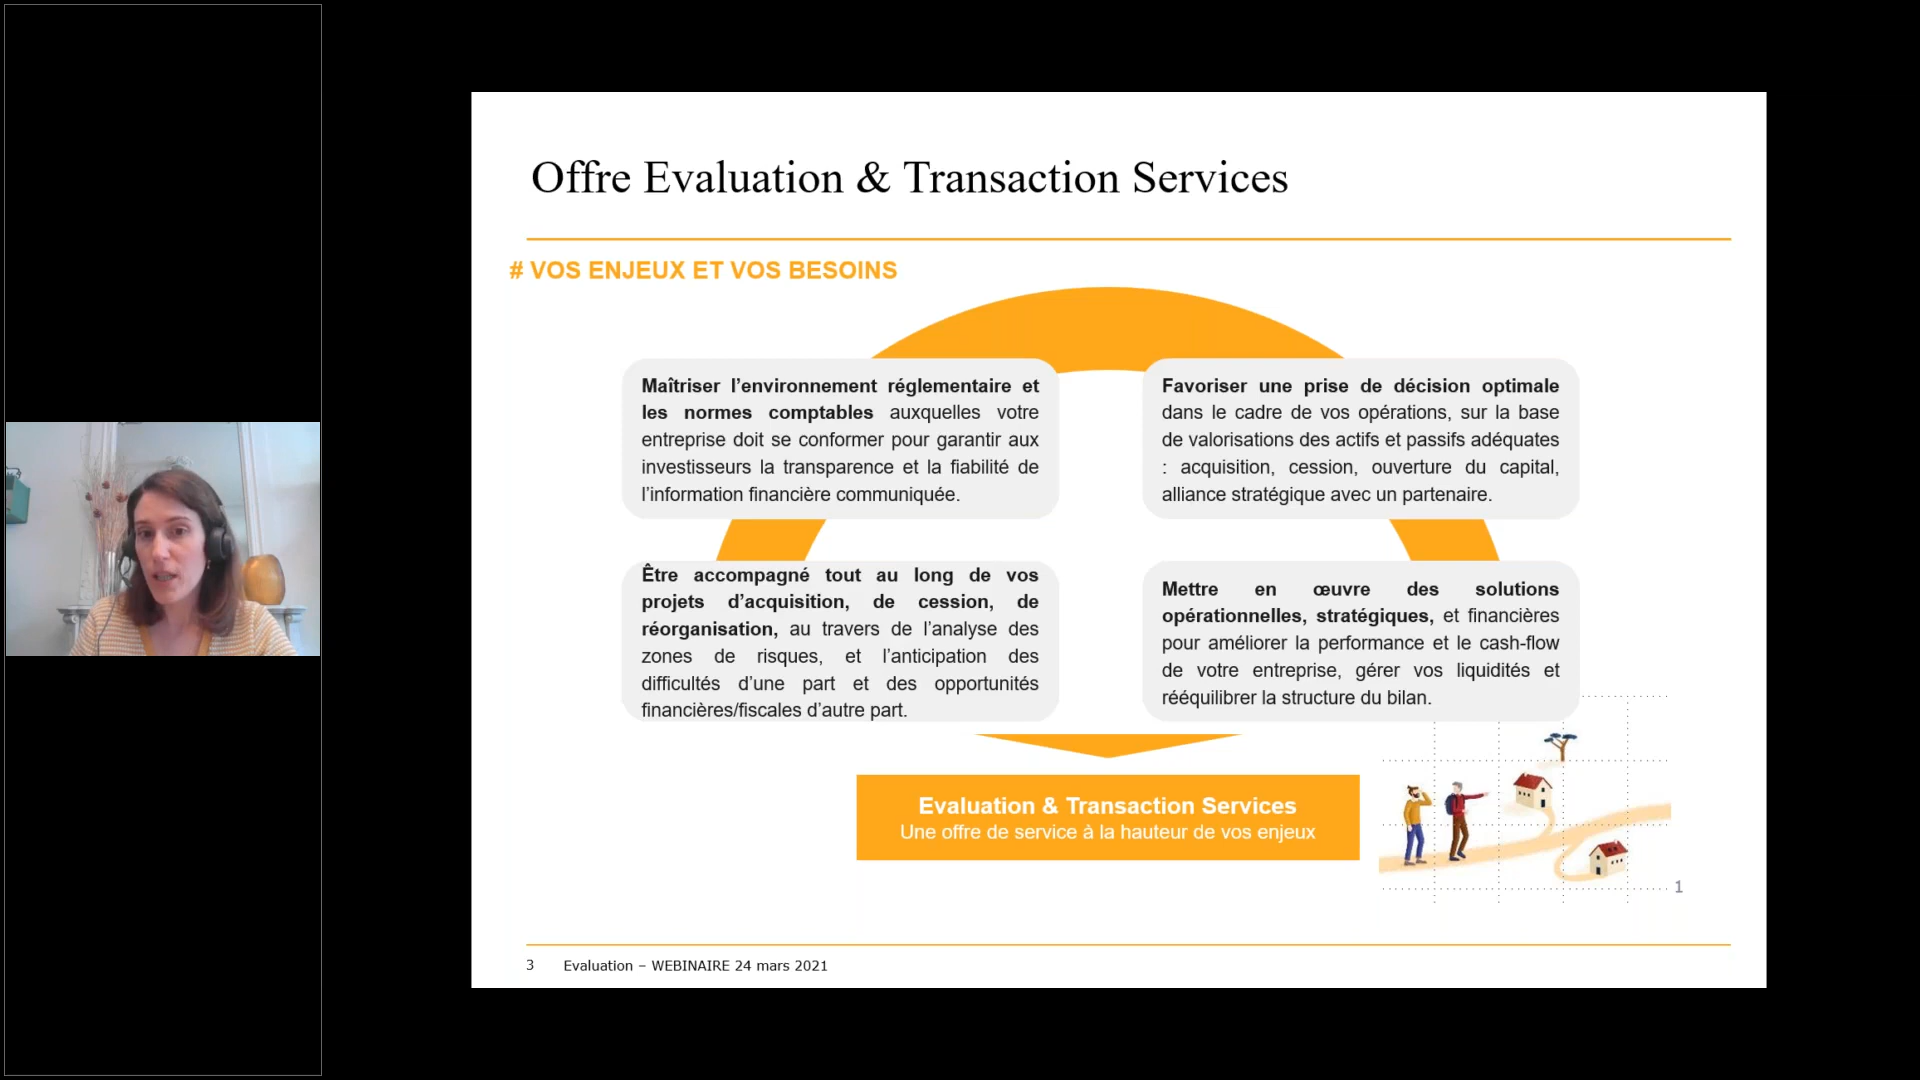 Offre Evaluation & Transaction Services
# VOS ENJEUX ET VOS BESOINS
Maîtriser l’environnement réglementaire et
les normes comptables auxquelles votre
entreprise doit se conformer pour garantir aux
investisseurs la transparence et la fiabilité de
l’information financière communiquée.
Favoriser une prise de décision optimale
dans le cadre de vos opérations, sur la base
de valorisations des actifs et passifs adéquates
: acquisition, cession, ouverture du capital,
alliance stratégique avec un partenaire.
Être accompagné tout au long de vos
projets d’acquisition, de cession, de
réorganisation, au travers de l’analyse des
zones de risques, et l’anticipation des
difficultés d’une part et des opportunités
financières/fiscales d’autre part.
Mettre en œuvre des solutions
opérationnelles, stratégiques, et financières
pour améliorer la performance et le cash-flow
de votre entreprise, gérer vos liquidités et
rééquilibrer la structure du bilan.
Evaluation & Transaction Services
Une offre de service à la hauteur de vos enjeux
1
3 Evaluation – WEBINAIRE 24 mars 2021